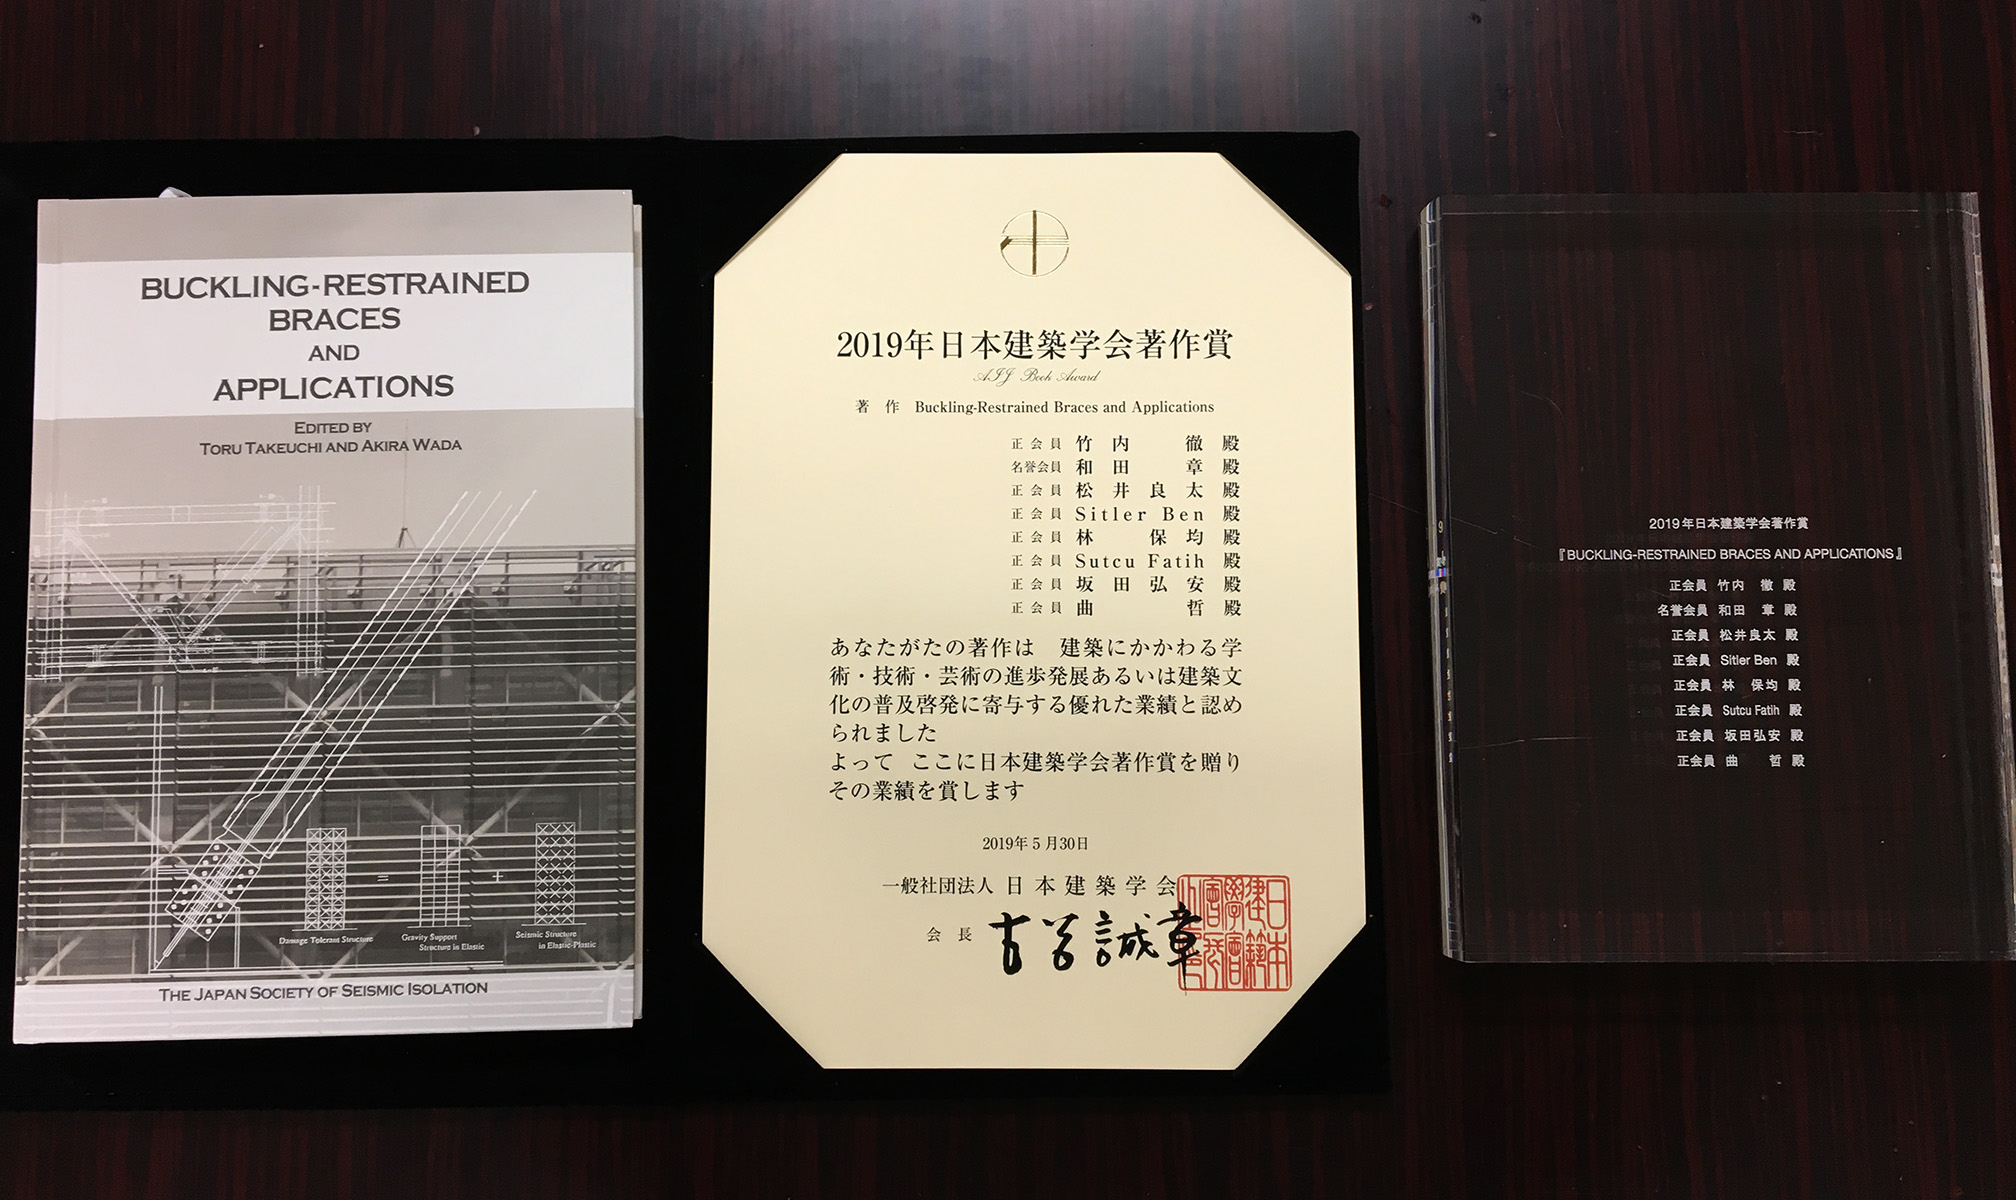 BUCKLING-RESTRAINED
BRACES
AND
APPLICATIONS
EDITED BY
TORU TAKEUCHI AND AKIRA WADA
=
+
Damage Tolerant Structure
Gravity Support
Structure in Elastic
Seismic Structure
in Elastic-Plastic
THE JAPAN SOCIETY OF SEISMIC ISOLATION
2019年日本建築学会著作賞
AIJ Book Award
著 作 Buckling-Restrained Braces and Applications
正会員 竹内 徹 殿
名誉会員 和田 章 殿
正会員 松井良太 殿
正会員 Sitler Ben 殿
正会員 林 保均 殿
正会員 Sutcu Fatih 殿
正会員 坂田弘安 殿
正会員 曲 哲 殿
あなたがたの著作は 建築にかかわる学
術・技術・芸術の進歩発展あるいは建築文
化の普及啓発に寄与する優れた業績と認め
られました
よって ここに日本建築学会著作賞を贈り
その業績を賞します
2019年5月30日
一般社団法人 日本建築学会
会長 古谷誠章
2019年日本建築学会著作賞
『BUCKLING-RESTRAINED BRACES AND APPLICATIONS』
正会員 竹内 徹 殿
名誉会員 和田 章 殿
正会員 松井良太 殿
正会員 Sitler Ben 殿
正会員 林 保均 殿
正会員 Sutcu Fatih 殿
正会員 坂田弘安 殿
正会員 曲 哲 殿